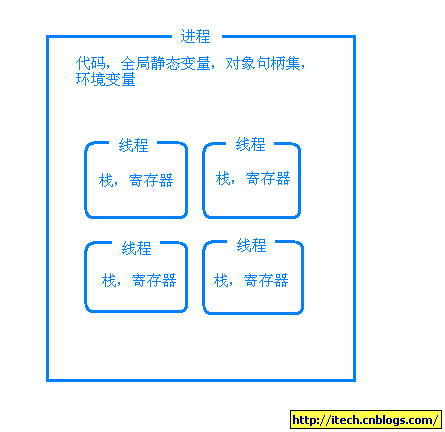 进程
代码，全局静态变量，对象句柄集，
环境变量
线程
栈，寄存器
线程
栈，寄存器
线程
栈，寄存器
线程
栈，寄存器
http://itech.cnblogs.com/